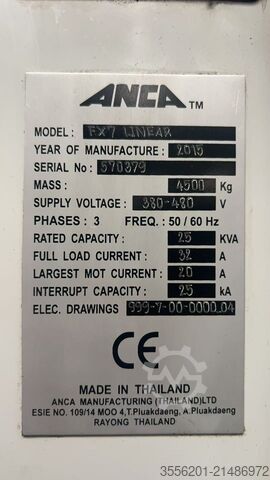 ANCA™
MODEL: FX7 LINEAR
YEAR OF MANUFACTURE: 2015
SERIAL No: 570379
MASS: 4500 Kg
SUPPLY VOLTAGE: 380-480 V
PHASES: 3 FREQ.: 50 / 60 Hz
RATED CAPACITY: 25 KVA
FULL LOAD CURRENT: 32 A
LARGEST MOT CURRENT: 20 A
INTERRUPT CAPACITY: 25 kA
ELEC. DRAWINGS 999-7-00-0000.04
CE
MADE IN THAILAND
ANCA MANUFACTURING (THAILAND)LTD
ESIE NO. 109/14 MOO 4,T.Pluakdaeng, A.Pluakdaeng
RAYONG THAILAND
3556201-21486972